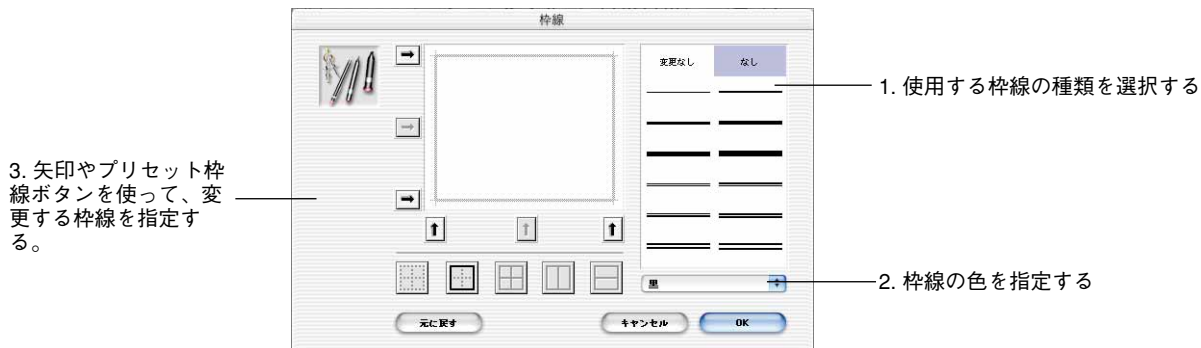 枠線
変更なし
なし
1. 使用する枠線の種類を選択する
3. 矢印やプリセット枠
線ボタンを使って、変
更する枠線を指定す
る。
黒
2. 枠線の色を指定する
元に戻す
キャンセル
OK